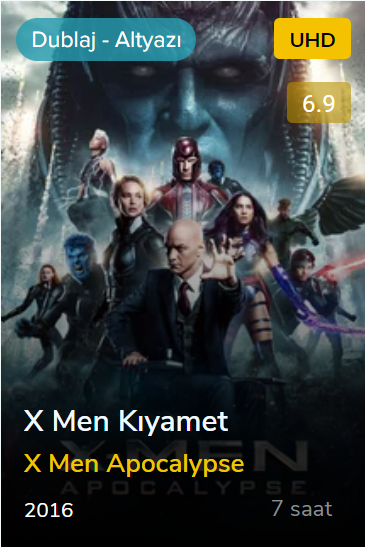 Dublaj - Altyazı
UHD
6.9
X Men Kıyamet
X-MEN
X Men Apocalypse
APOCALYPSE
2016
7 saat